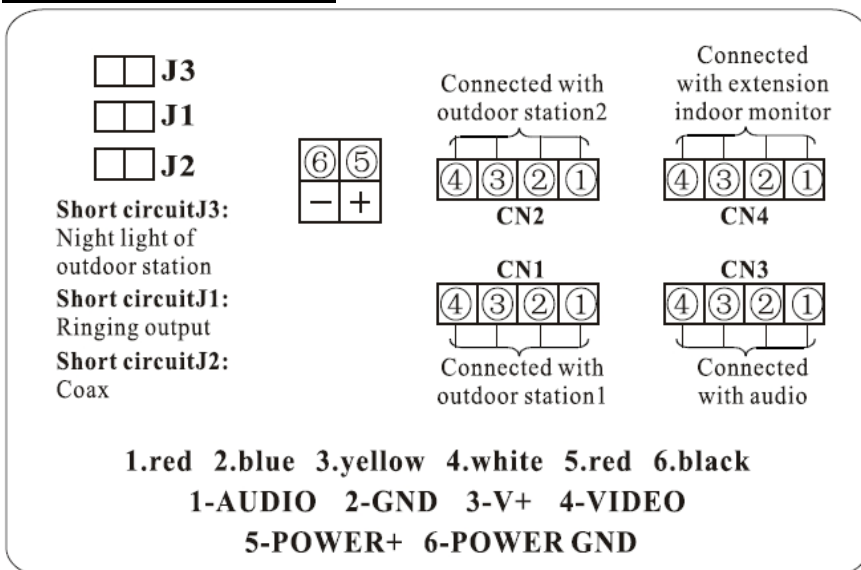 J3
J1
J2
Short circuitJ3:
Night light of
outdoor station
Short circuitJ1:
Ringing output
Short circuitJ2:
Coax
⑥ ⑤
− +
Connected with
outdoor station2
④ ③ ② ①
CN2
Connected
with extension
indoor monitor
④ ③ ② ①
CN4
CN1
④ ③ ② ①
Connected with
outdoor station1
CN3
④ ③ ② ①
Connected
with audio
1.red 2.blue 3.yellow 4.white 5.red 6.black
1-AUDIO 2-GND 3-V+ 4-VIDEO
5-POWER+ 6-POWER GND